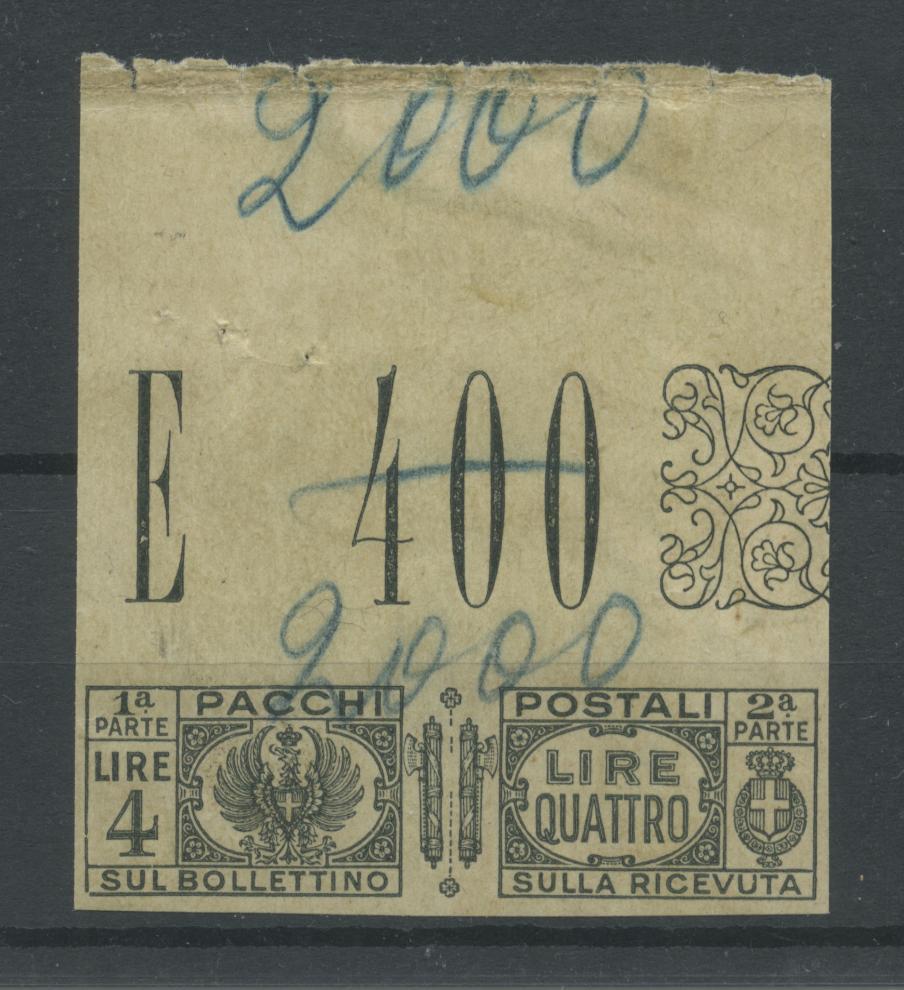 2000
E 400
2000
1a PARTE PACCHI POSTALI 2a PARTE
LIRE 4 LIRE QUATTRO
SUL BOLLETTINO SULLA RICEVUTA